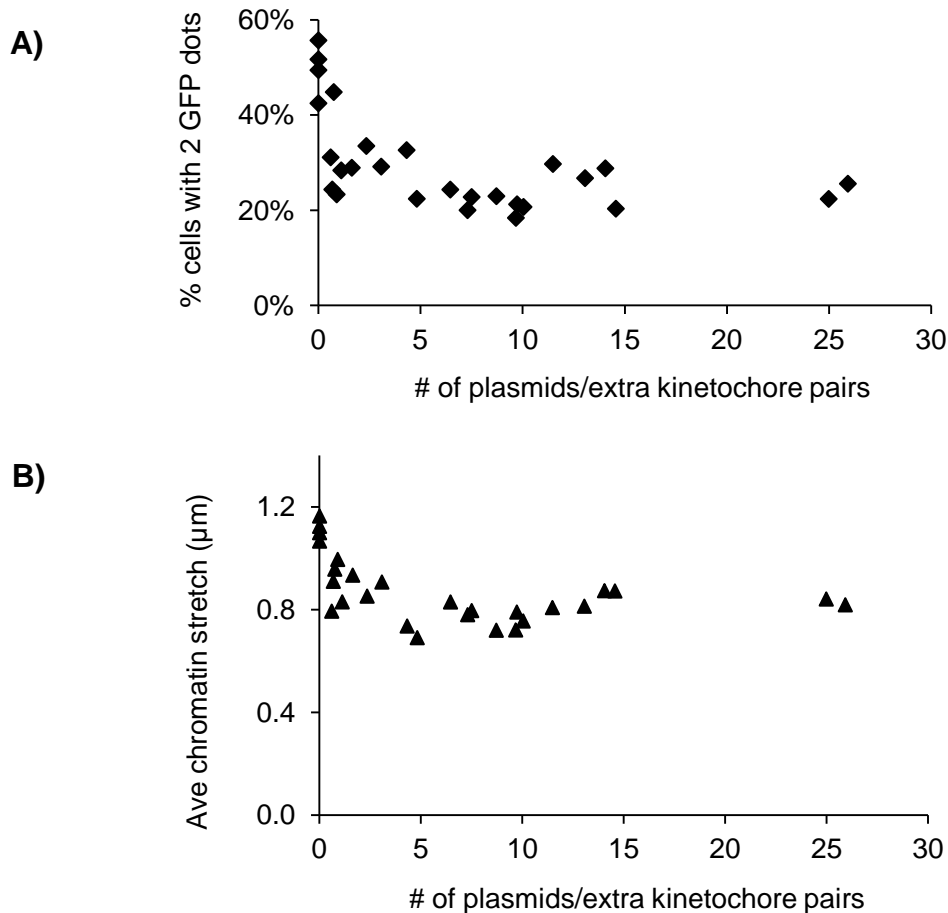 A)
% cells with 2 GFP dots
60%
40%
20%
0%
0 5 10 15 20 25 30
# of plasmids/extra kinetochore pairs
B)
Ave chromatin stretch (µm)
1.2
0.8
0.4
0.0
0 5 10 15 20 25 30
# of plasmids/extra kinetochore pairs